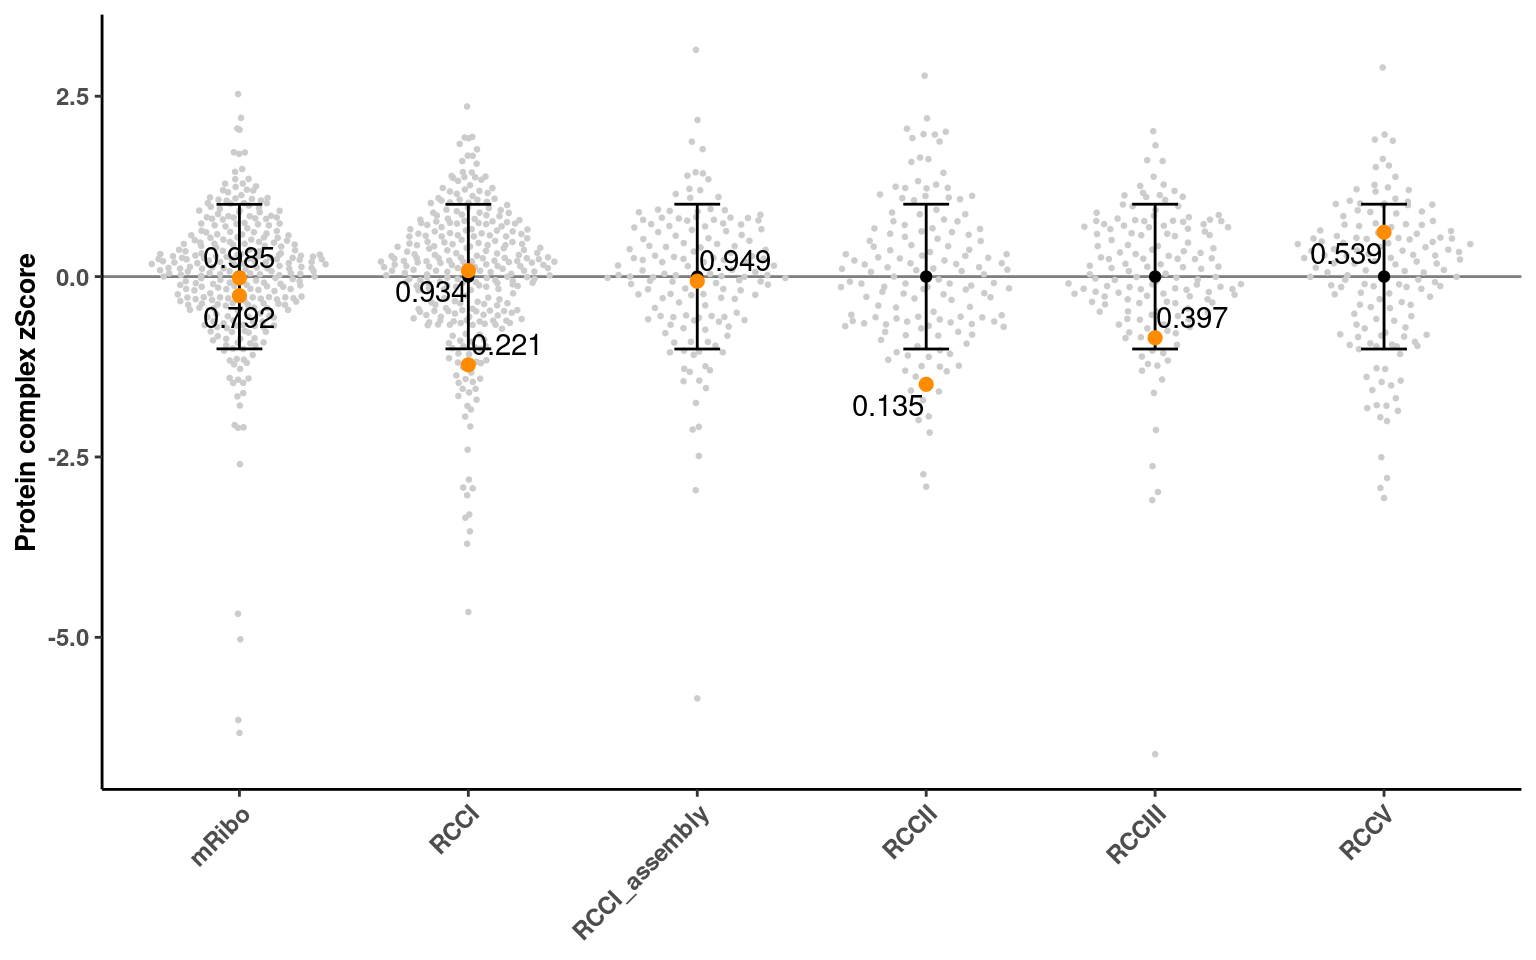 Protein complex zScore
2.5
0.0
-2.5
-5.0
0.985
0.792
0.934
0.221
0.949
0.135
0.397
0.539
mRibo
RCCI
RCCI_assembly
RCCII
RCCIII
RCCV